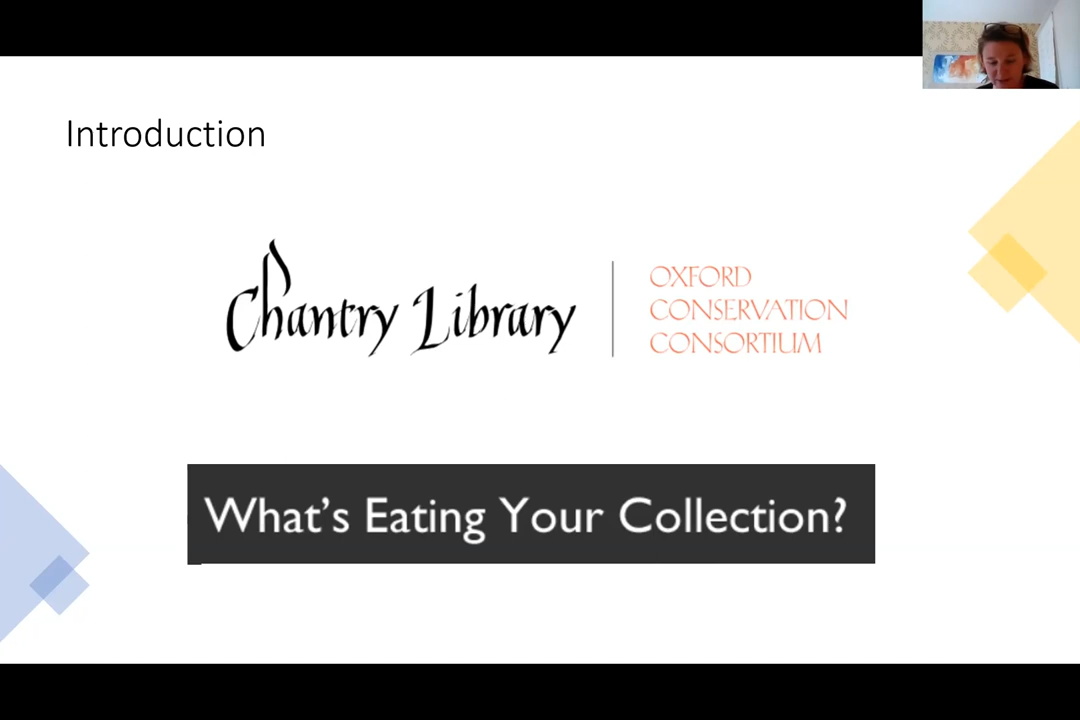 Introduction
Chantry Library
OXFORD
CONSERVATION
CONSORTIUM
What's Eating Your Collection?